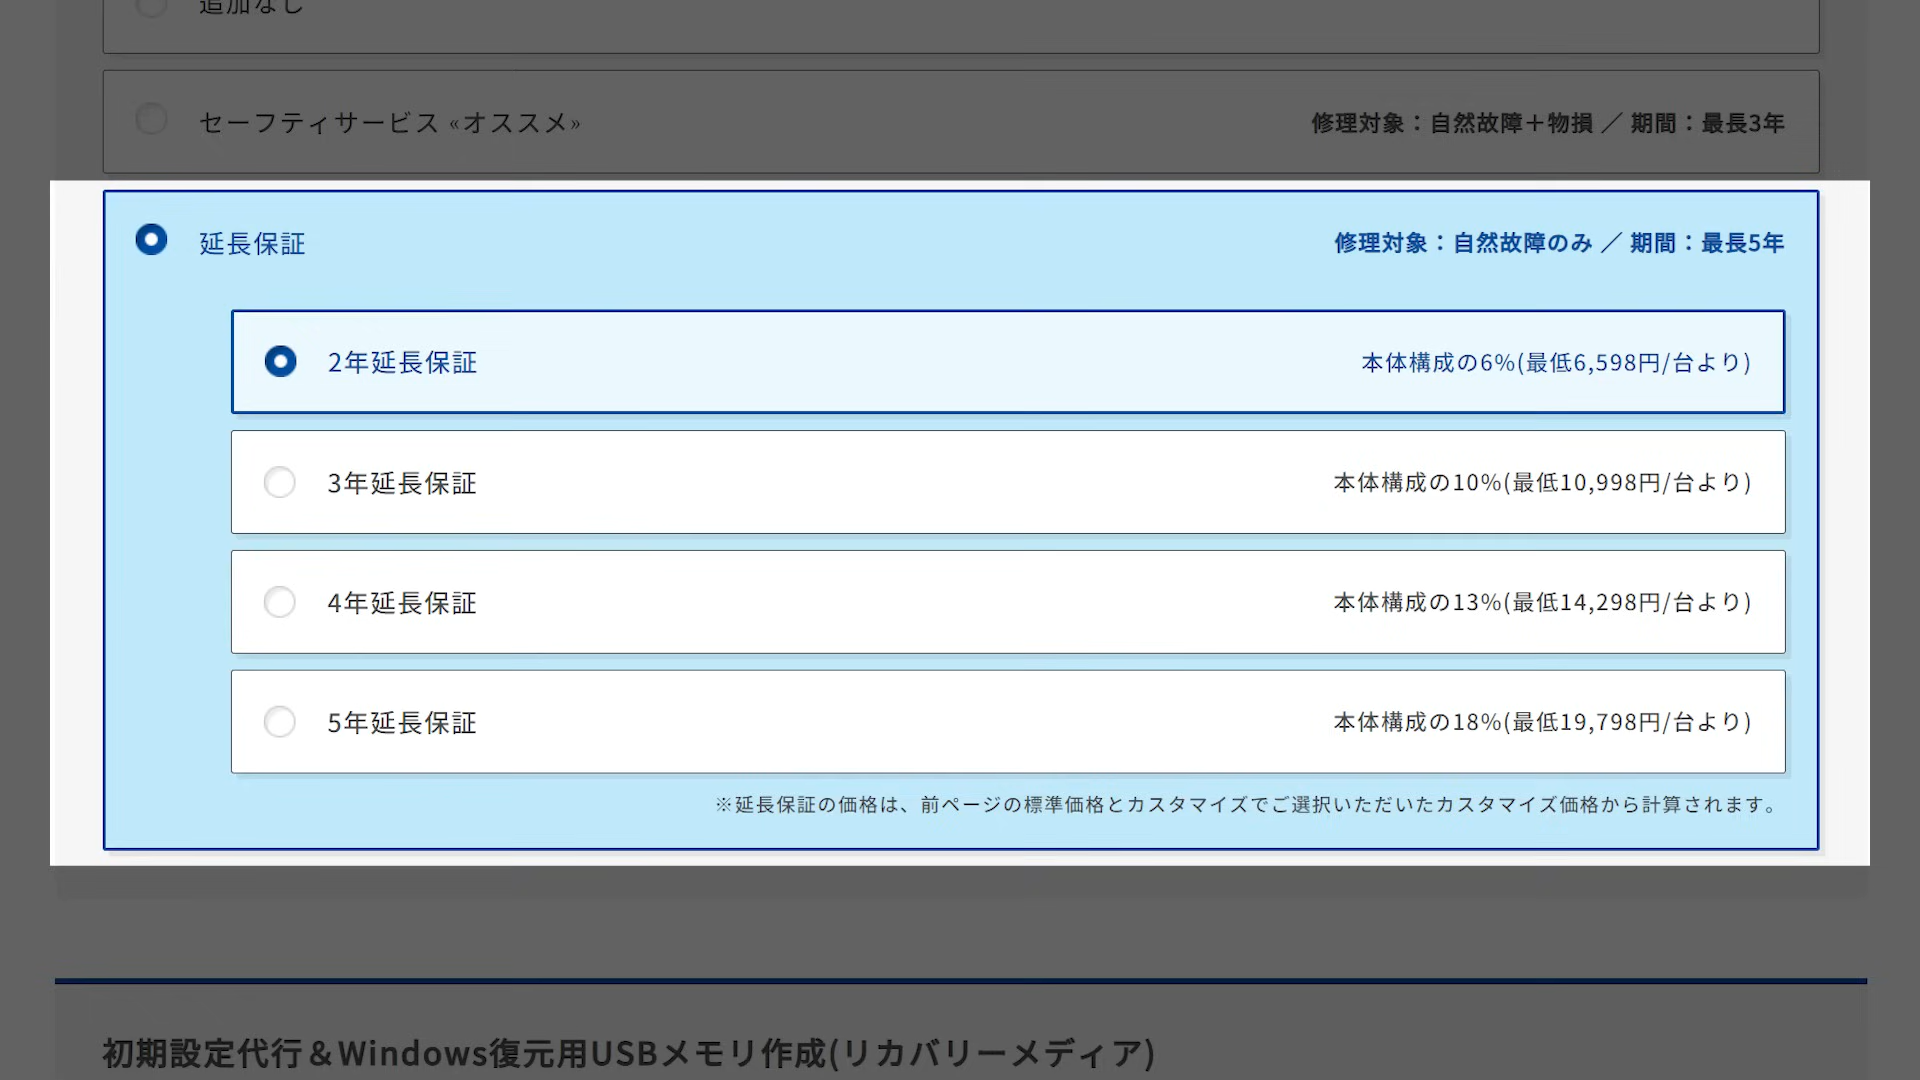 追加なし
セーフティサービス «オススメ» 修理対象：自然故障＋物損 ／ 期間：最長3年
延長保証 修理対象：自然故障のみ ／ 期間：最長5年
2年延長保証 本体構成の6%(最低6,598円/台より)
3年延長保証 本体構成の10%(最低10,998円/台より)
4年延長保証 本体構成の13%(最低14,298円/台より)
5年延長保証 本体構成の18%(最低19,798円/台より)
※延長保証の価格は、前ページの標準価格とカスタマイズでご選択いただいたカスタマイズ価格から計算されます。
初期設定代行＆Windows復元用USBメモリ作成(リカバリーメディア)